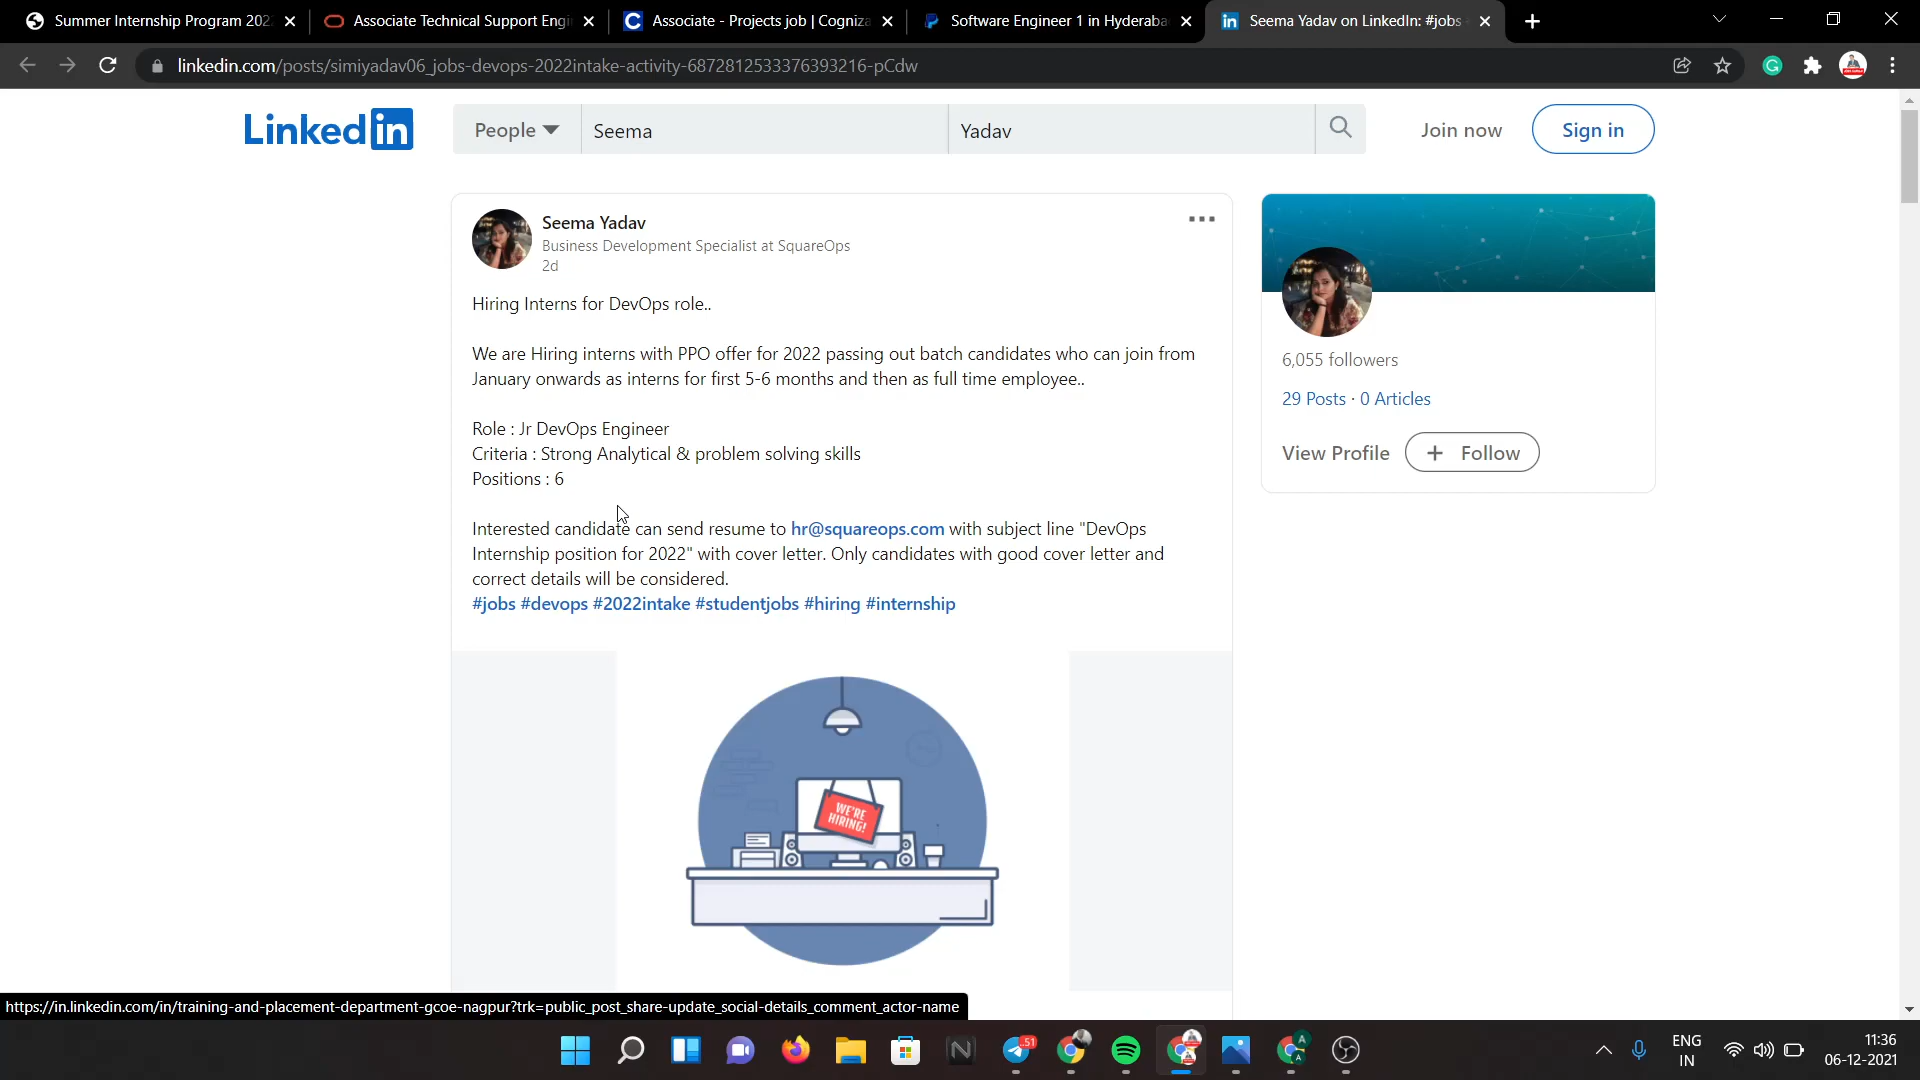 Summer Internship Program 202
Associate Technical Support Engi
Associate - Projects job | Cogniza
Software Engineer 1 in Hyderaba
Seema Yadav on LinkedIn: #jobs
linkedin.com/posts/simiyadav06_jobs-devops-2022intake-activity-6872812533376393216-pCdw
Linked in
People
Seema
Yadav
Join now
Sign in
Seema Yadav
Business Development Specialist at SquareOps
2d
Hiring Interns for DevOps role..
We are Hiring interns with PPO offer for 2022 passing out batch candidates who can join from
January onwards as interns for first 5-6 months and then as full time employee..
Role : Jr DevOps Engineer
Criteria : Strong Analytical & problem solving skills
Positions : 6
Interested candidate can send resume to hr@squareops.com with subject line "DevOps
Internship position for 2022" with cover letter. Only candidates with good cover letter and
correct details will be considered.
#jobs #devops #2022intake #studentjobs #hiring #internship
WE'RE
HIRING!
6,055 followers
29 Posts · 0 Articles
View Profile
+ Follow
https://in.linkedin.com/in/training-and-placement-department-gcoe-nagpur?trk=public_post_share-update_social-details_comment_actor-name
51
ENG
IN
11:36
06-12-2021